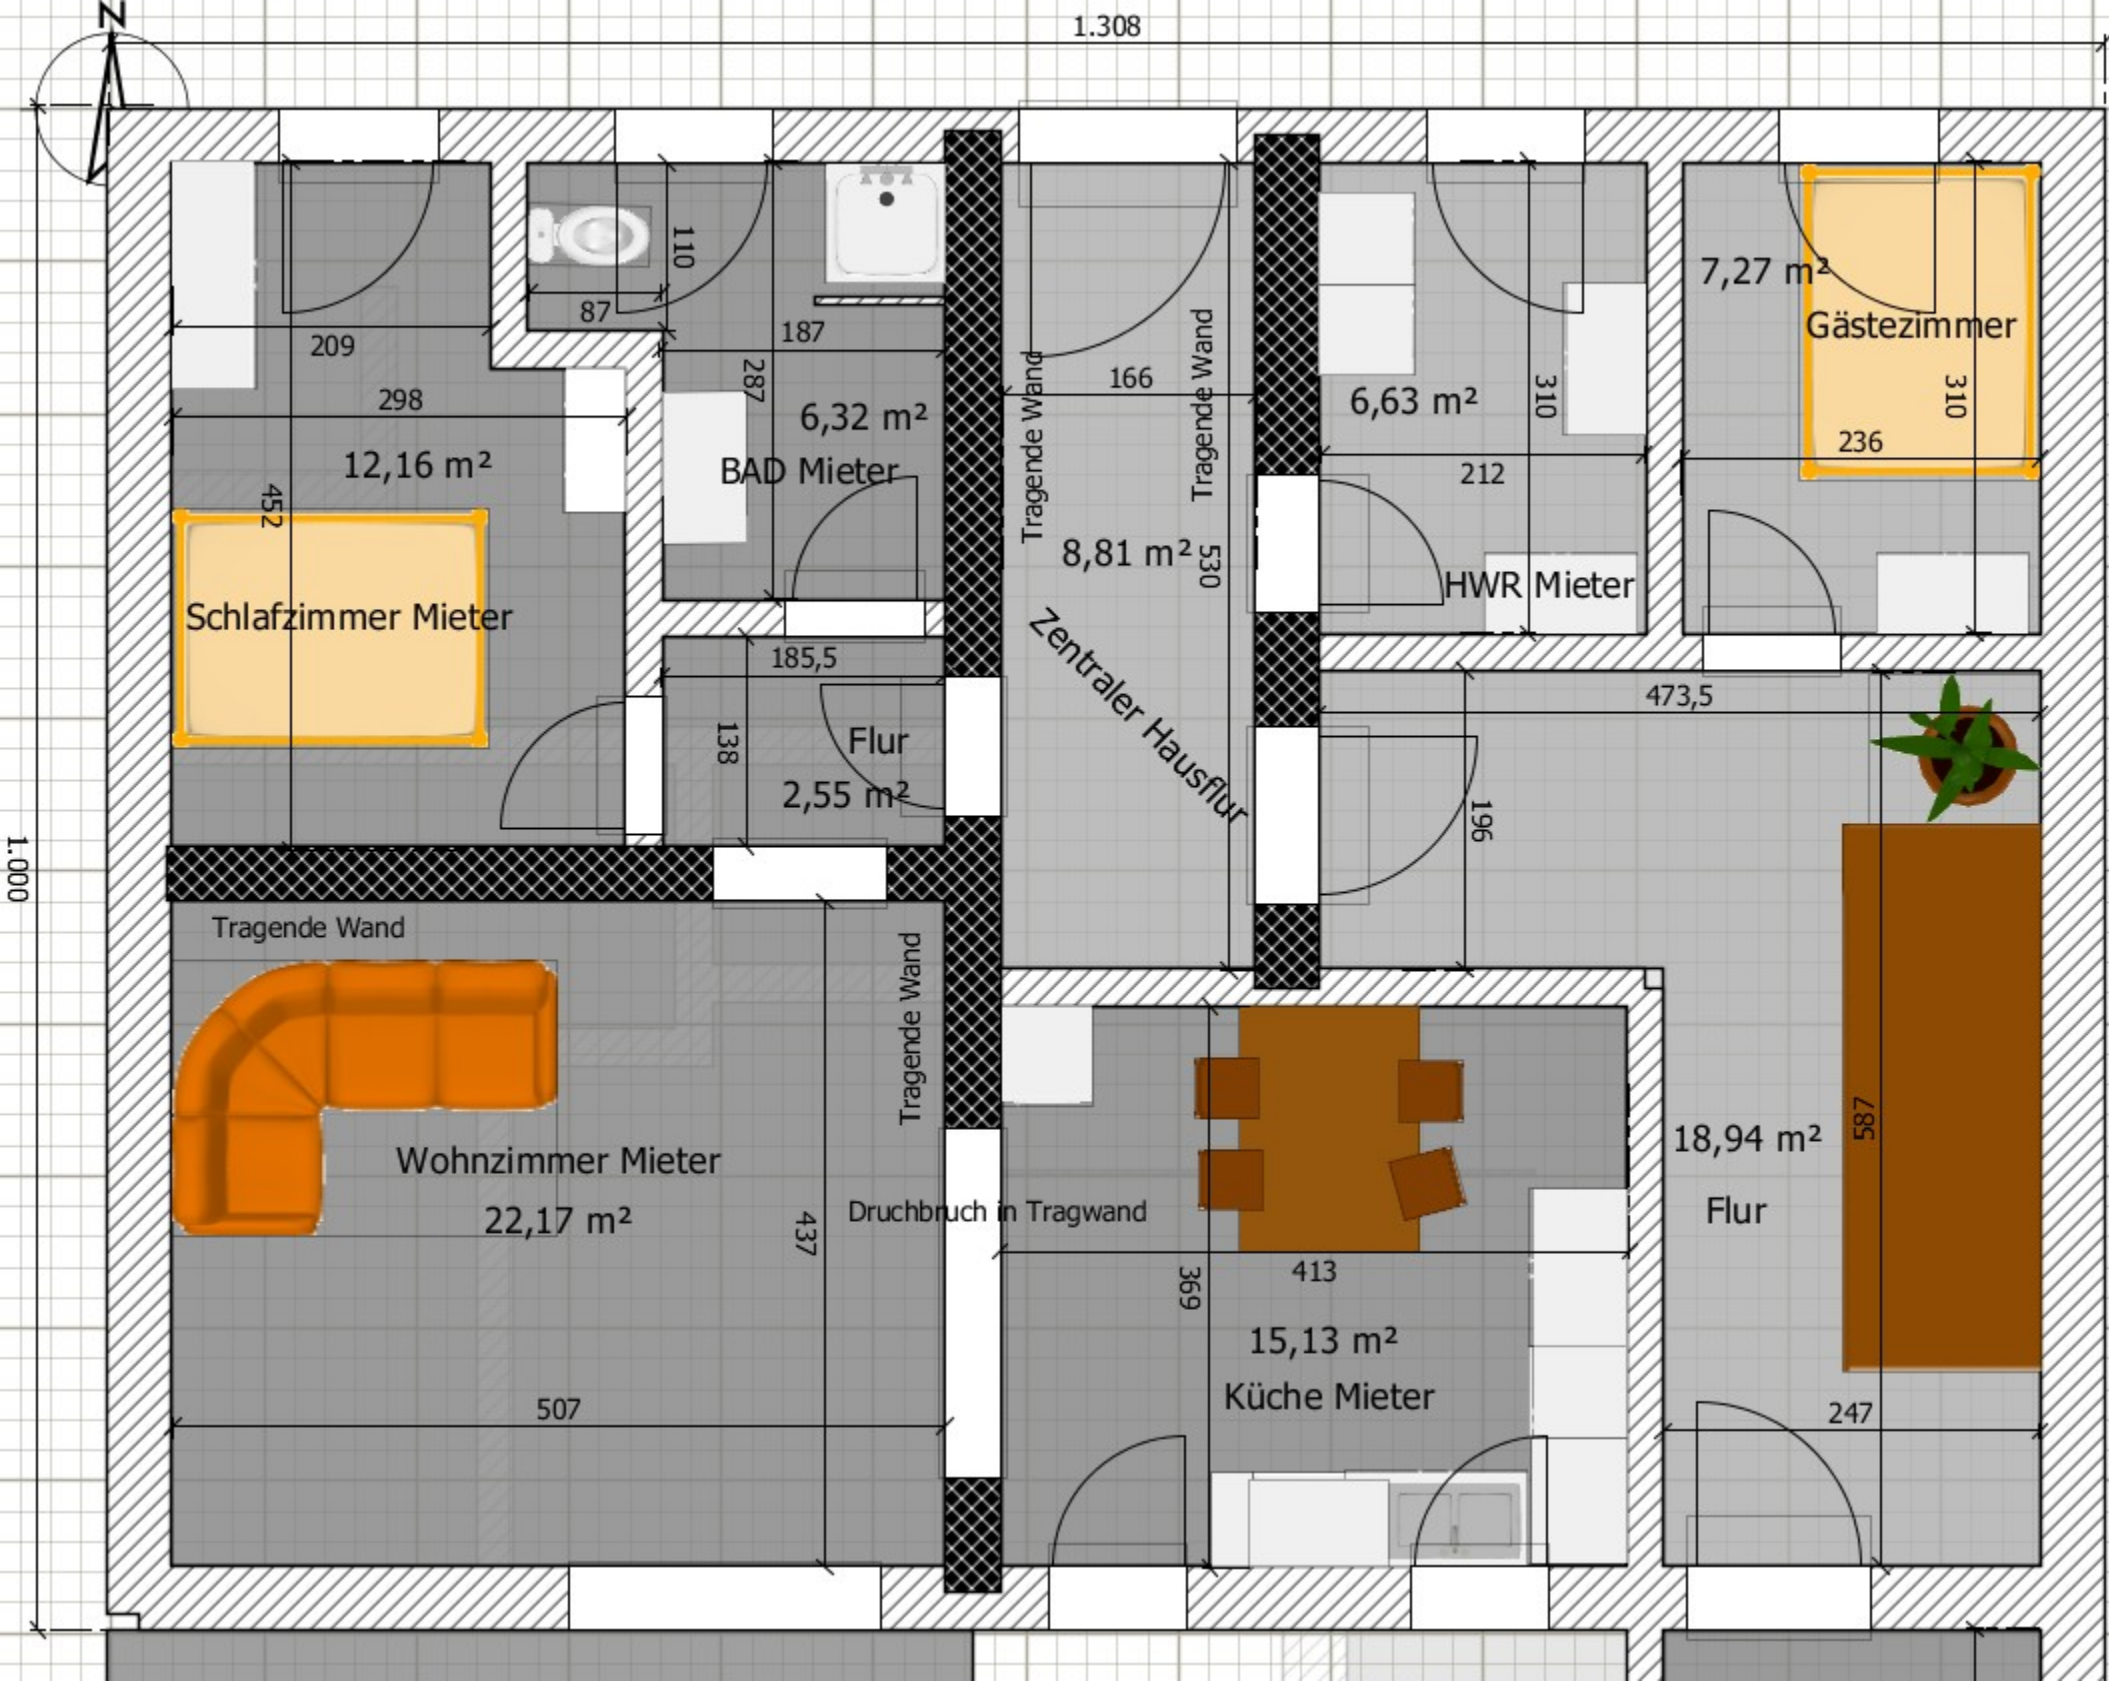 N
1.308
110
87
187
209
287
7,27 m²
Gästezimmer
Tragende Wand
Tragende Wand
166
310
310
298
6,32 m²
6,63 m²
236
12,16 m²
BAD Mieter
212
452
8,81 m²
530
HWR Mieter
Schlafzimmer Mieter
Zentraler Hausflur
185,5
473,5
138
Flur
2,55 m²
196
1.000
Tragende Wand
Tragende Wand
Wohnzimmer Mieter
22,17 m²
437
Druchbruch in Tragwand
369
413
18,94 m²
587
Flur
15,13 m²
Küche Mieter
507
247